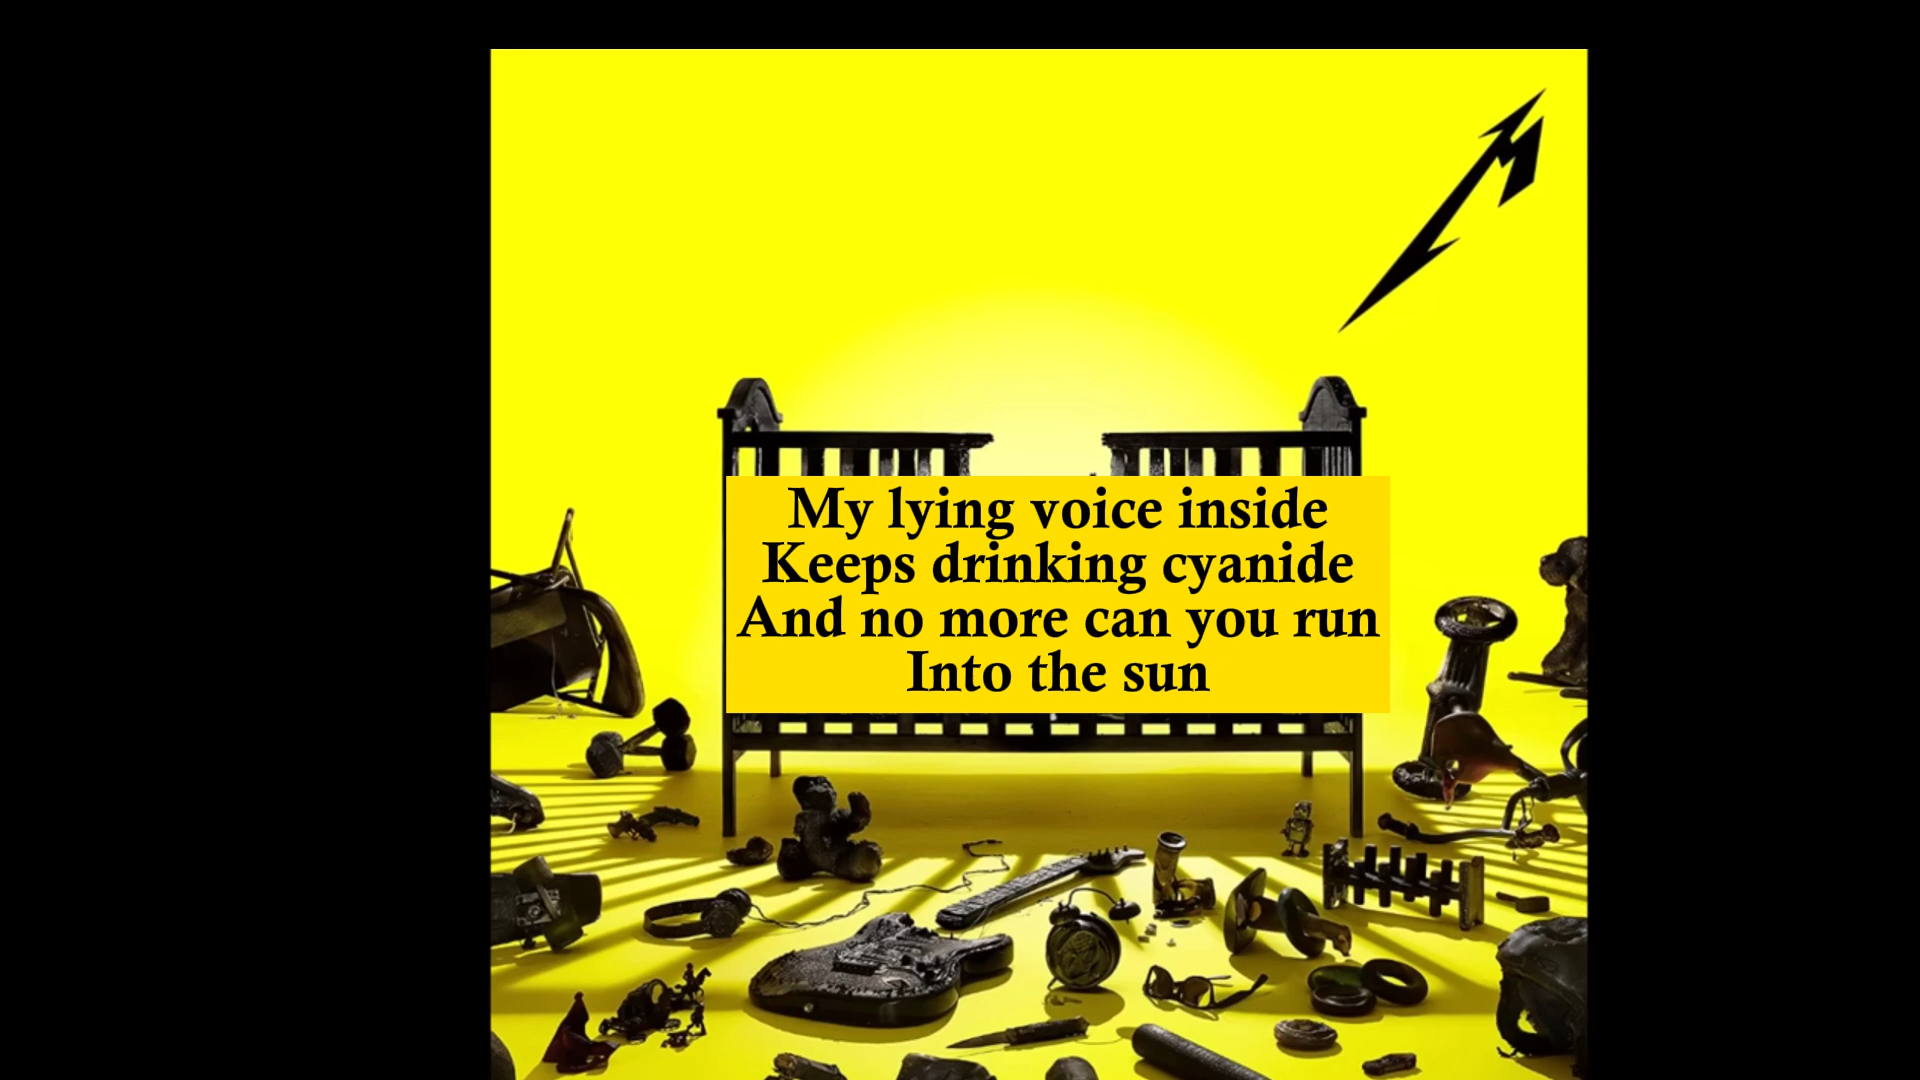 My lying voice inside
Keeps drinking cyanide
And no more can you run
Into the sun